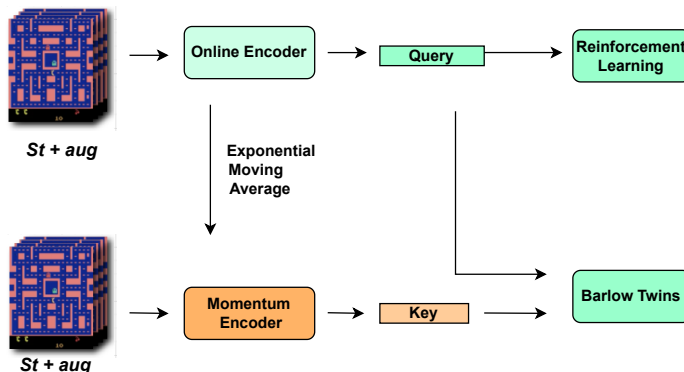 Online Encoder
Query
Reinforcement
Learning
St + aug
Exponential
Moving
Average
Momentum
Encoder
Key
Barlow Twins
St + aug